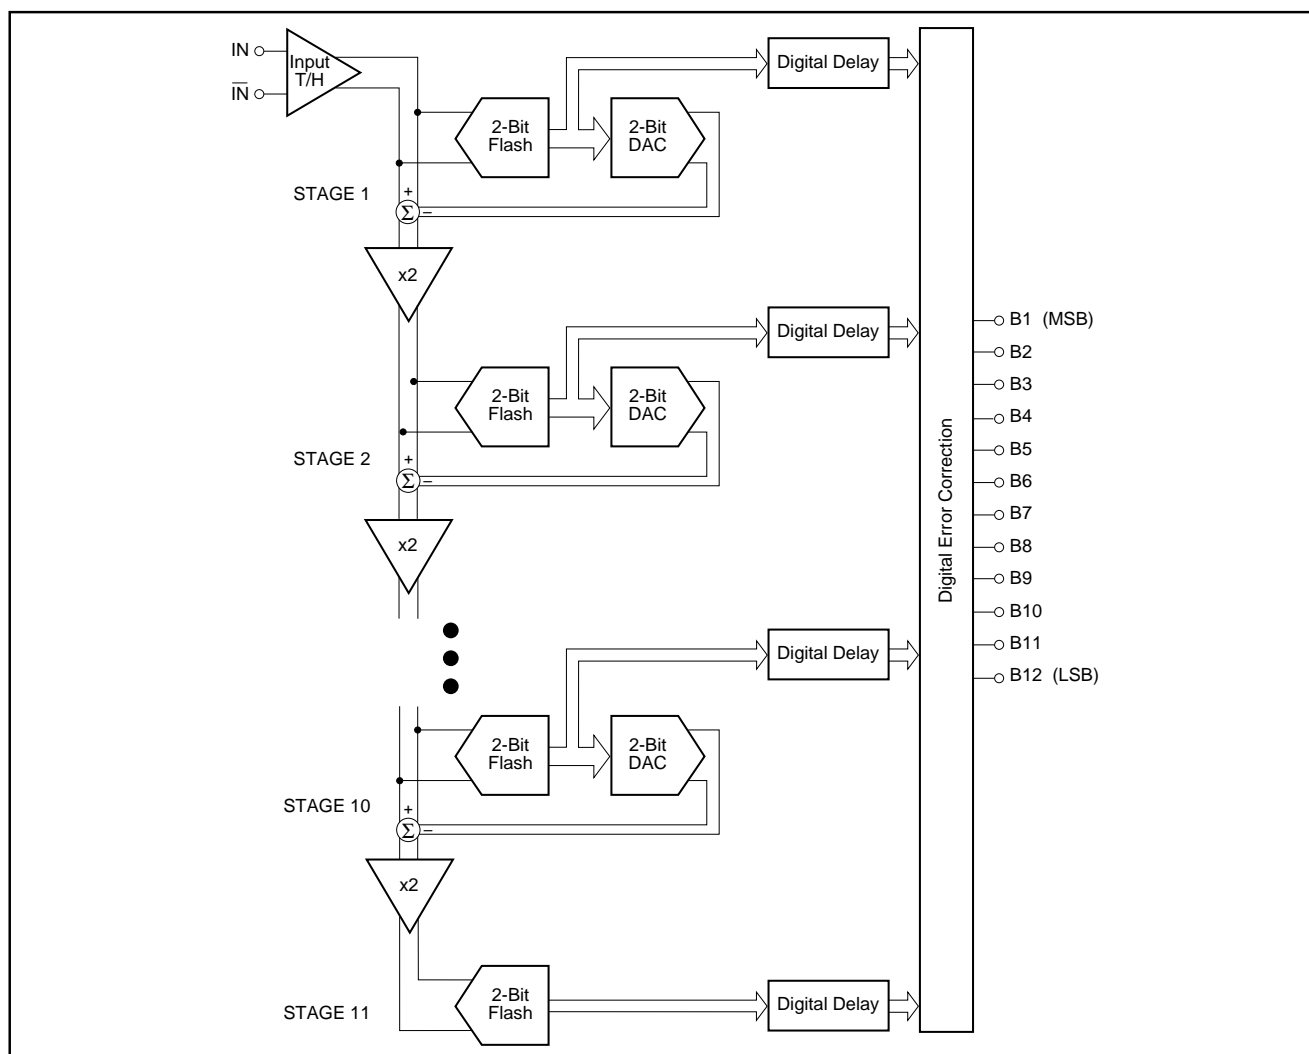 IN
Input
T/H
I̅N̅
Digital Delay
2-Bit
Flash
2-Bit
DAC
STAGE 1
+
Σ
–
x2
Digital Delay
2-Bit
Flash
2-Bit
DAC
STAGE 2
+
Σ
–
x2
Digital Delay
2-Bit
Flash
2-Bit
DAC
STAGE 10
+
Σ
–
x2
2-Bit
Flash
Digital Delay
STAGE 11
Digital Error Correction
B1 (MSB)
B2
B3
B4
B5
B6
B7
B8
B9
B10
B11
B12 (LSB)